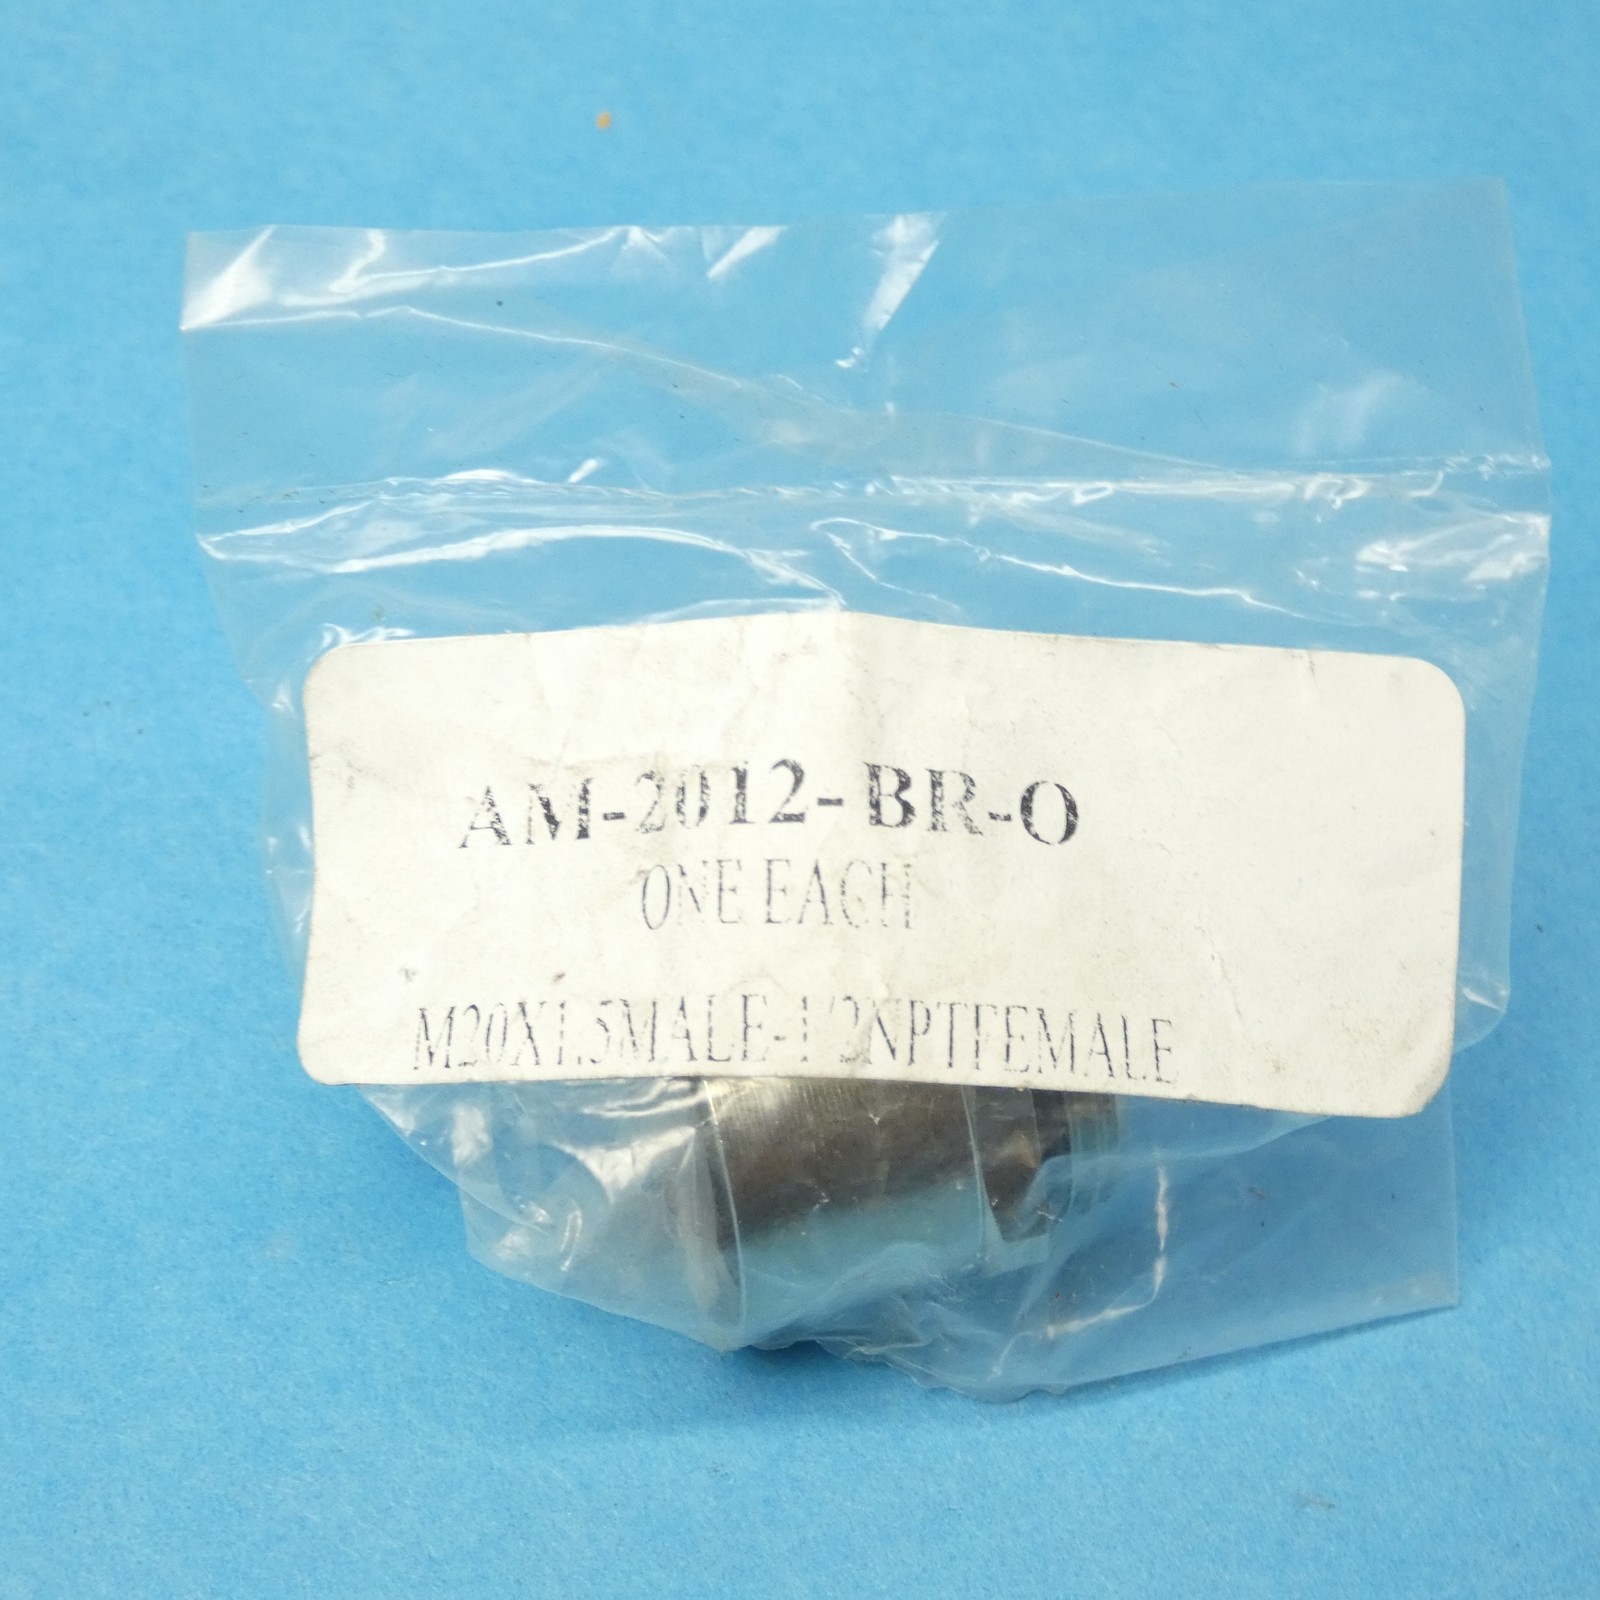 AM-2012-BR-O
ONE EACH
M20X1.5MALE-1/2NPTFEMALE